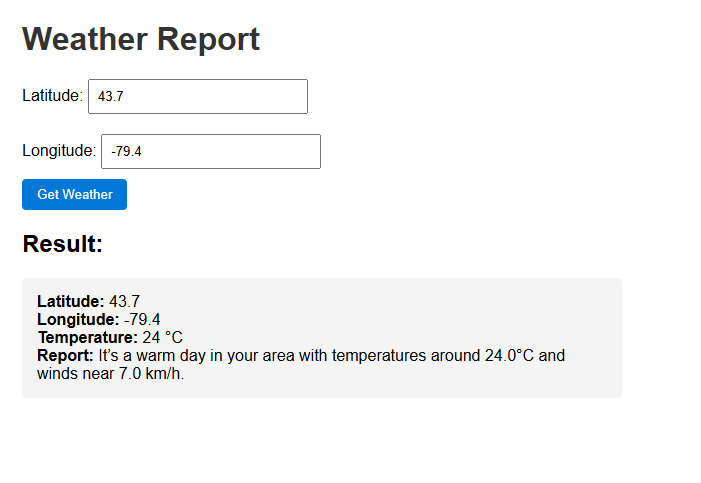 Weather Report
Latitude: 43.7
Longitude: -79.4
Get Weather
Result:
Latitude: 43.7
Longitude: -79.4
Temperature: 24 °C
Report: It’s a warm day in your area with temperatures around 24.0°C and
winds near 7.0 km/h.